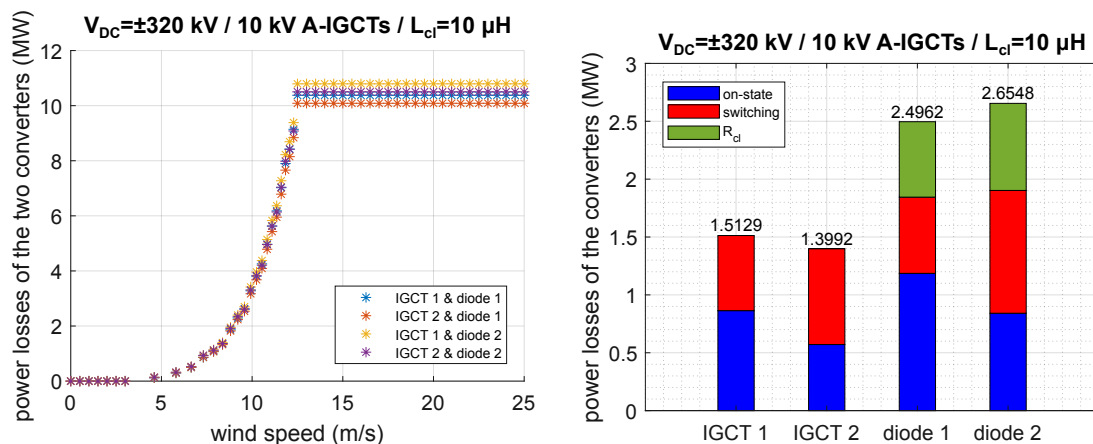 V_DC=±320 kV / 10 kV A-IGCTs / L_cl=10 μH
power losses of the two converters (MW)
12
10
8
6
4
2
0
0 5 10 15 20 25
wind speed (m/s)
IGCT 1 & diode 1
IGCT 2 & diode 1
IGCT 1 & diode 2
IGCT 2 & diode 2
V_DC=±320 kV / 10 kV A-IGCTs / L_cl=10 μH
power losses of the converters (MW)
3
2.5
2
1.5
1
0.5
0
on-state
switching
R_cl
1.5129
1.3992
2.4962
2.6548
IGCT 1 IGCT 2 diode 1 diode 2